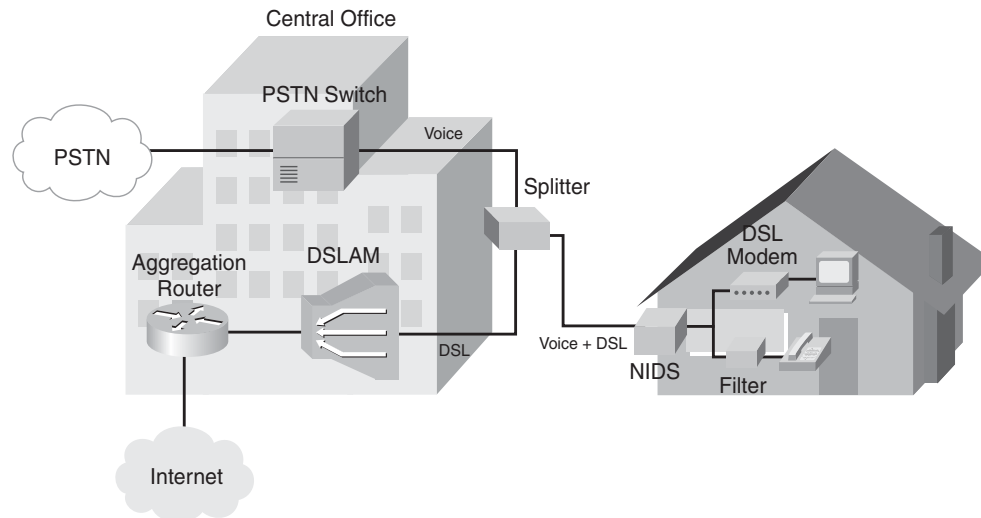 Central Office
PSTN Switch
Voice
PSTN
Splitter
DSL
Modem
Aggregation
Router
DSLAM
DSL
Voice + DSL
NIDS
Filter
Internet